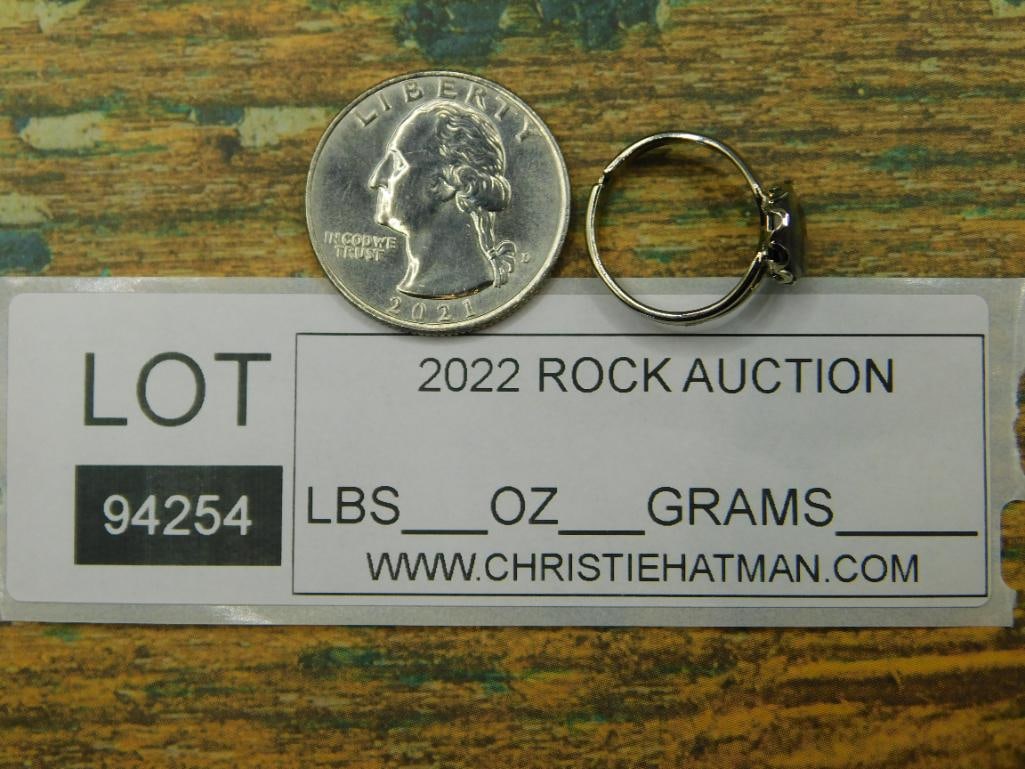 LIBERTY
IN GOD WE
TRUST
D
2021
LOT
94254
2022 ROCK AUCTION
LBS___OZ___GRAMS_____
WWW.CHRISTIEHATMAN.COM